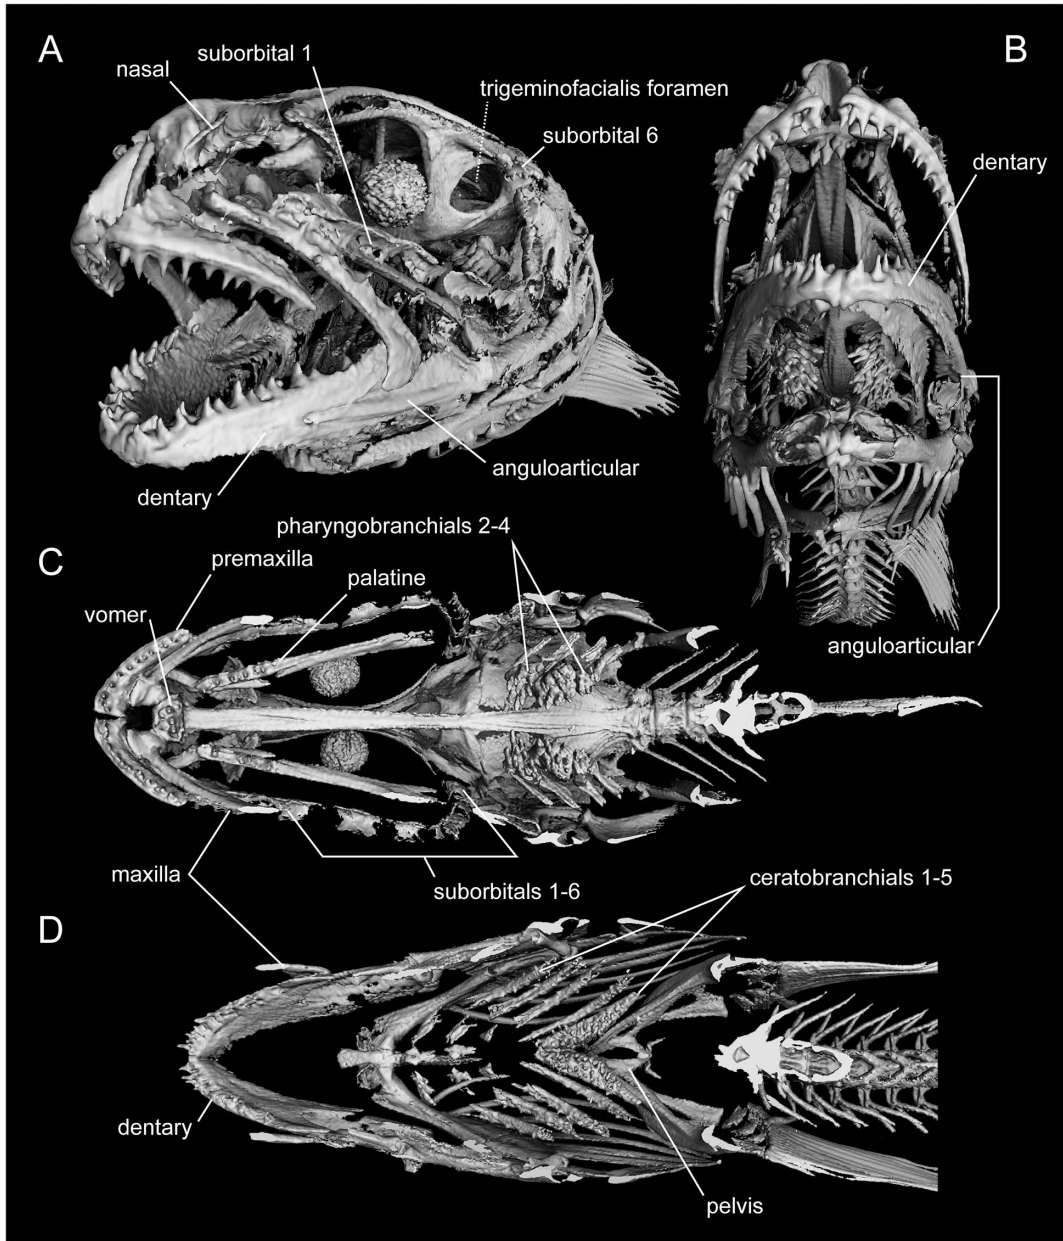 A
B
suborbital 1
nasal
trigeminofacialis foramen
suborbital 6
dentary
anguloarticular
dentary
pharyngobranchials 2-4
C
premaxilla
palatine
vomer
anguloarticular
maxilla
suborbitals 1-6
ceratobranchials 1-5
D
dentary
pelvis